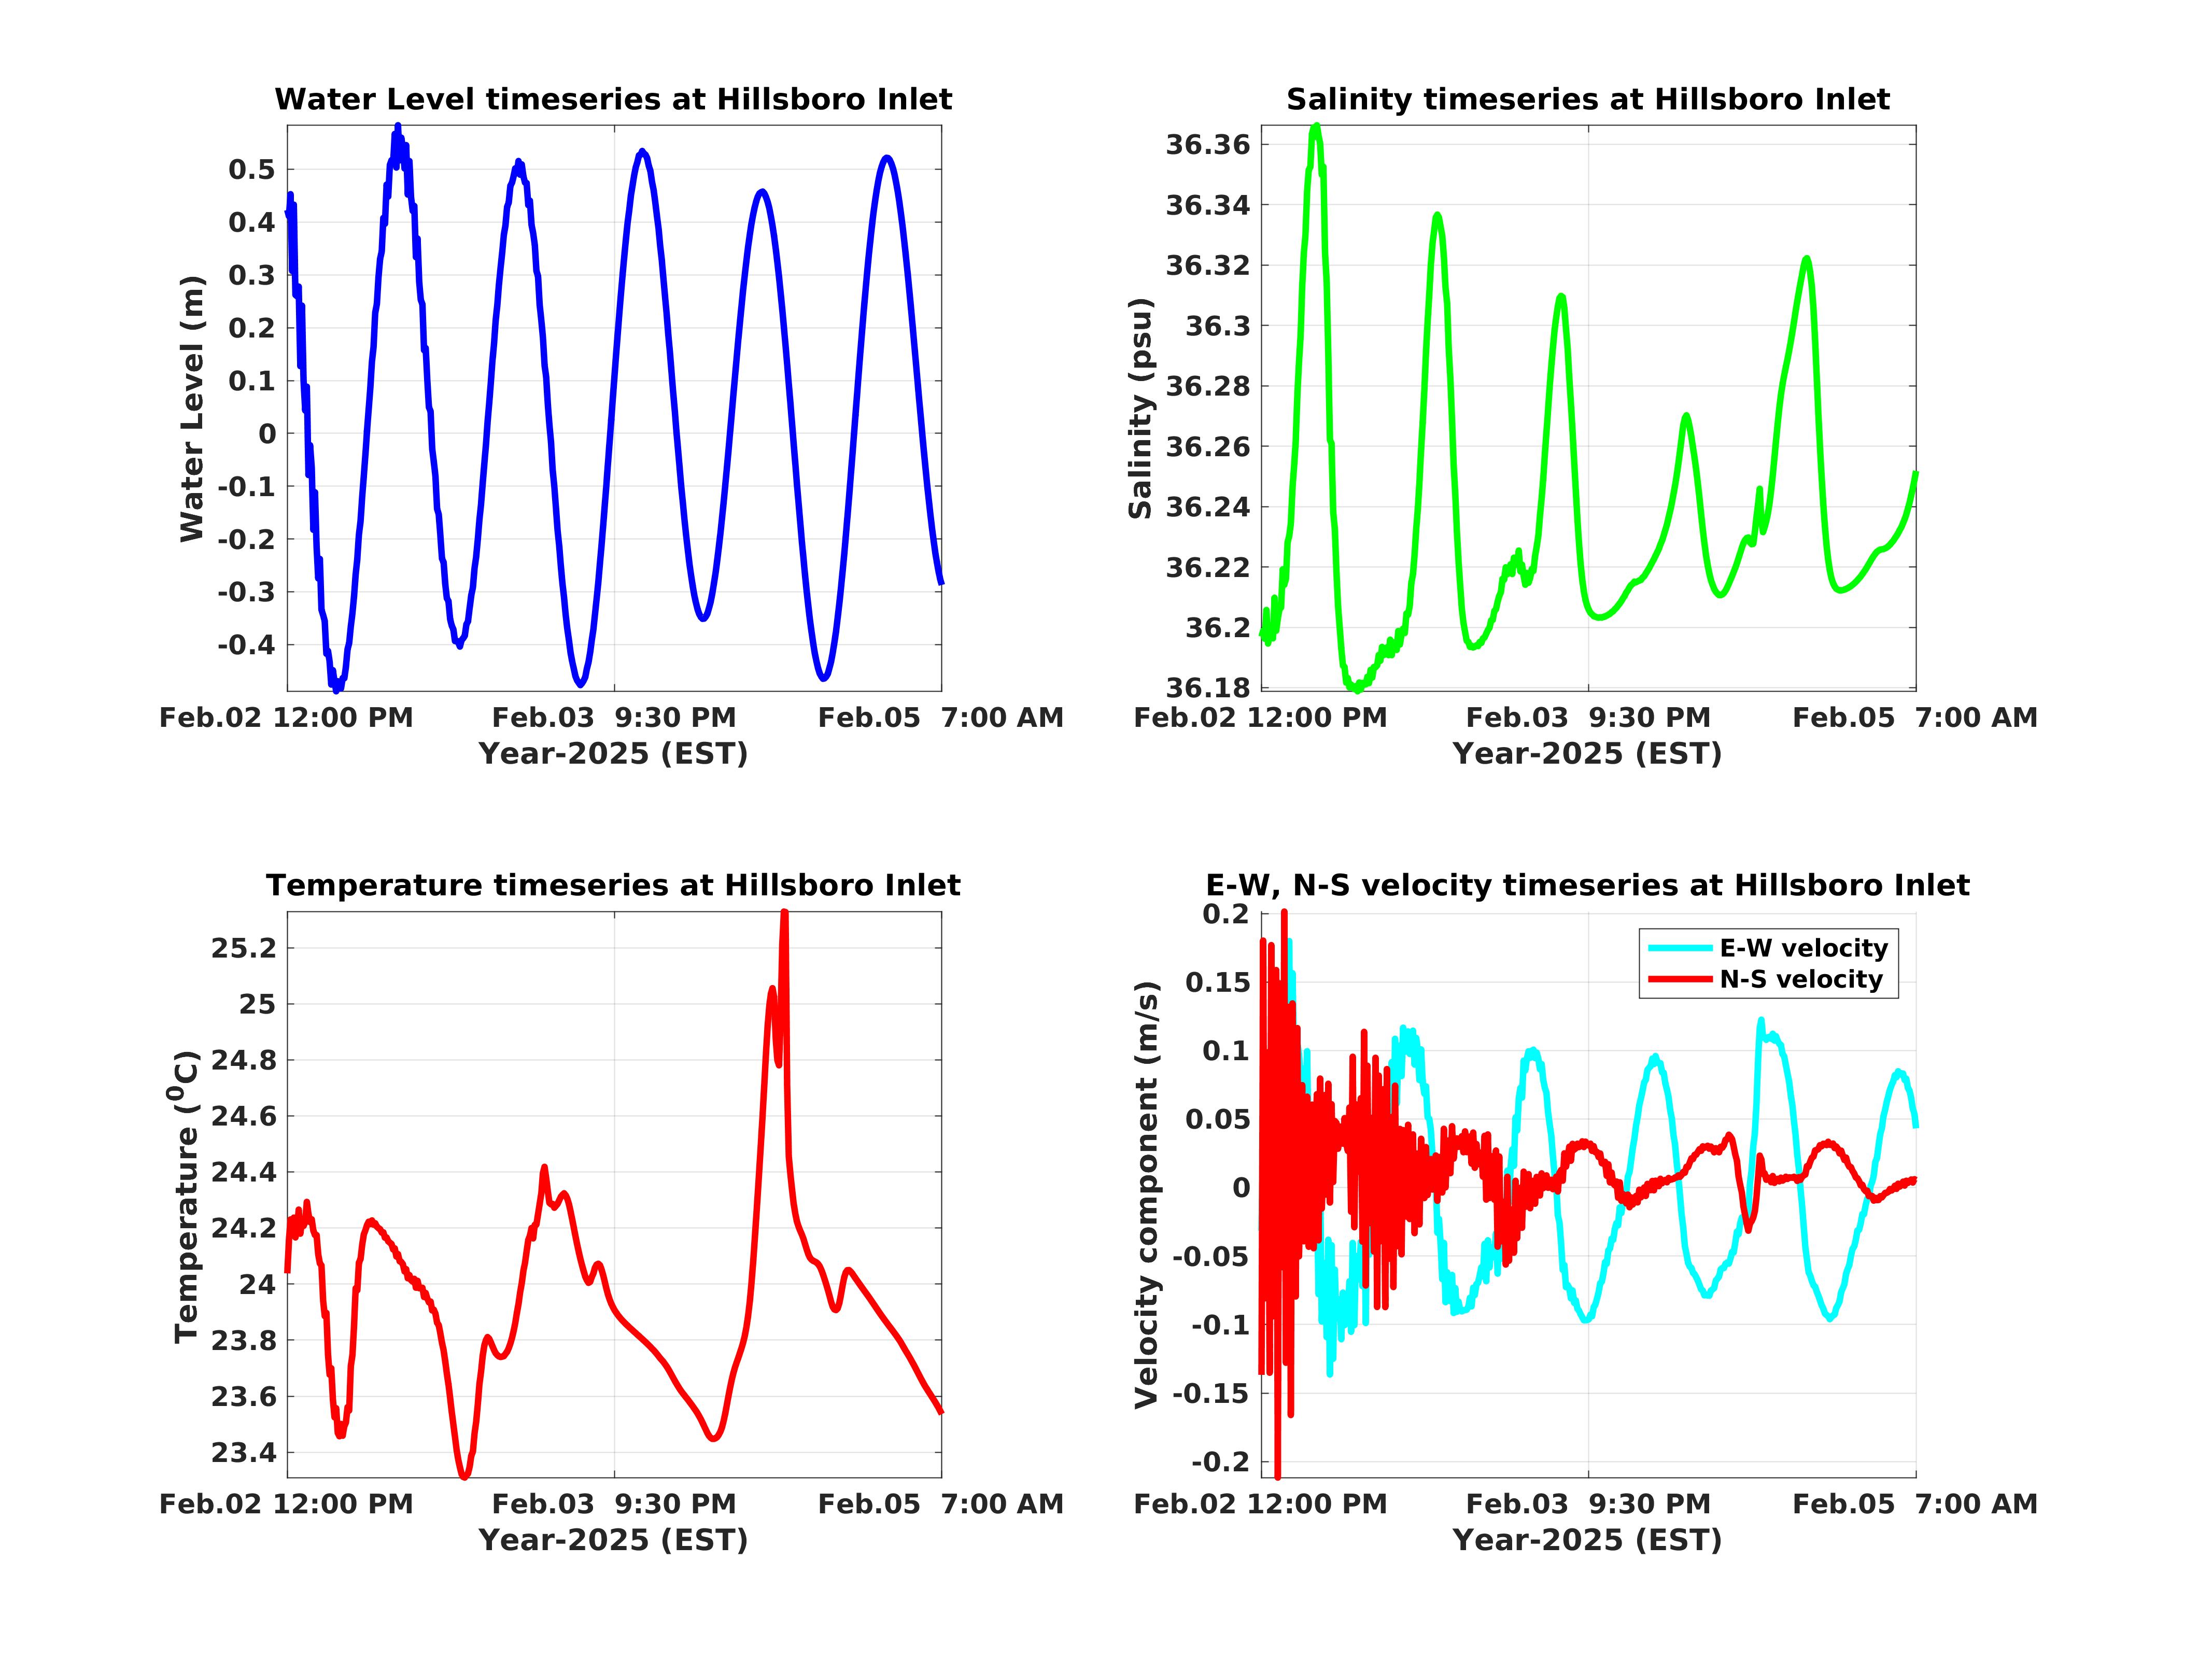 Water Level timeseries at Hillsboro Inlet
Water Level (m)
0.5
0.4
0.3
0.2
0.1
0
-0.1
-0.2
-0.3
-0.4
Feb.02 12:00 PM
Feb.03 9:30 PM
Feb.05 7:00 AM
Year-2025 (EST)
Salinity timeseries at Hillsboro Inlet
Salinity (psu)
36.36
36.34
36.32
36.3
36.28
36.26
36.24
36.22
36.2
36.18
Feb.02 12:00 PM
Feb.03 9:30 PM
Feb.05 7:00 AM
Year-2025 (EST)
Temperature timeseries at Hillsboro Inlet
Temperature (⁰C)
25.2
25
24.8
24.6
24.4
24.2
24
23.8
23.6
23.4
Feb.02 12:00 PM
Feb.03 9:30 PM
Feb.05 7:00 AM
Year-2025 (EST)
E-W, N-S velocity timeseries at Hillsboro Inlet
Velocity component (m/s)
0.2
0.15
0.1
0.05
0
-0.05
-0.1
-0.15
-0.2
E-W velocity
N-S velocity
Feb.02 12:00 PM
Feb.03 9:30 PM
Feb.05 7:00 AM
Year-2025 (EST)